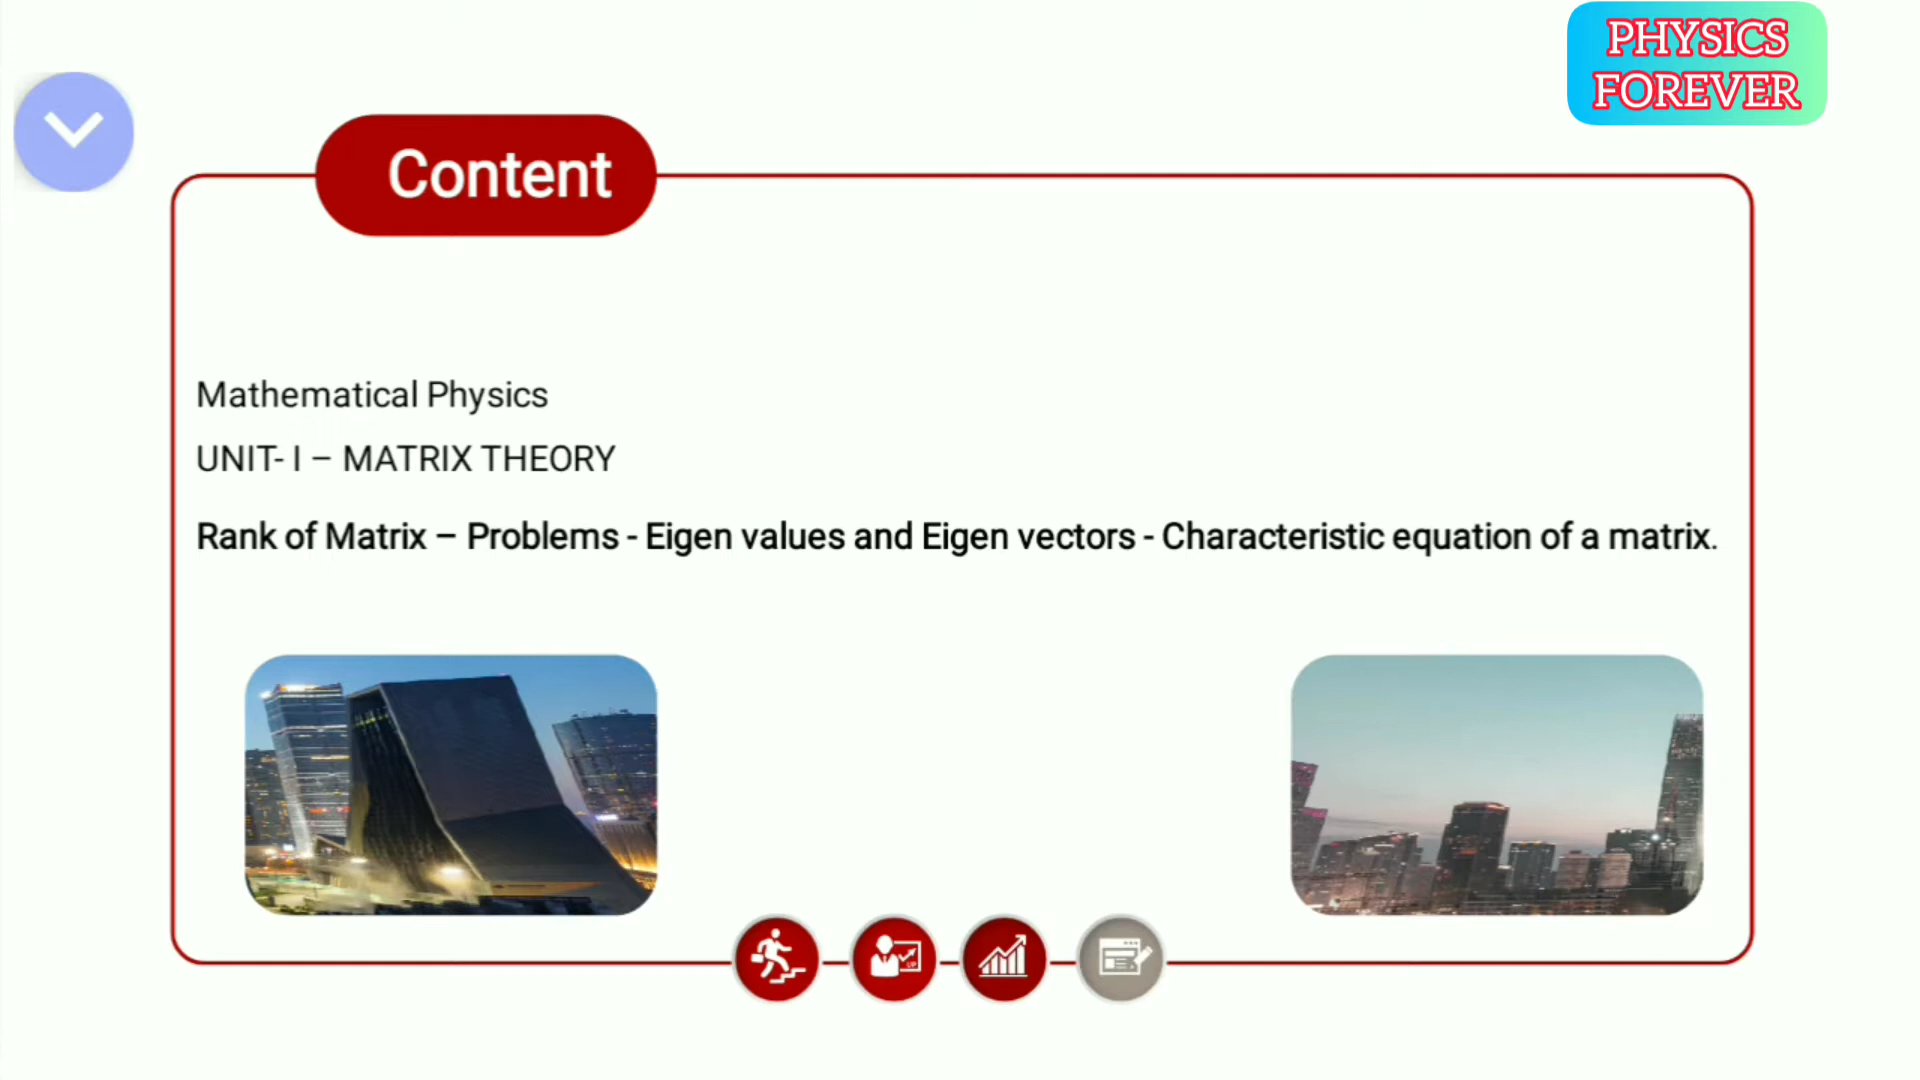 PHYSICS
FOREVER
Content
Mathematical Physics
UNIT- I – MATRIX THEORY
Rank of Matrix – Problems - Eigen values and Eigen vectors - Characteristic equation of a matrix.